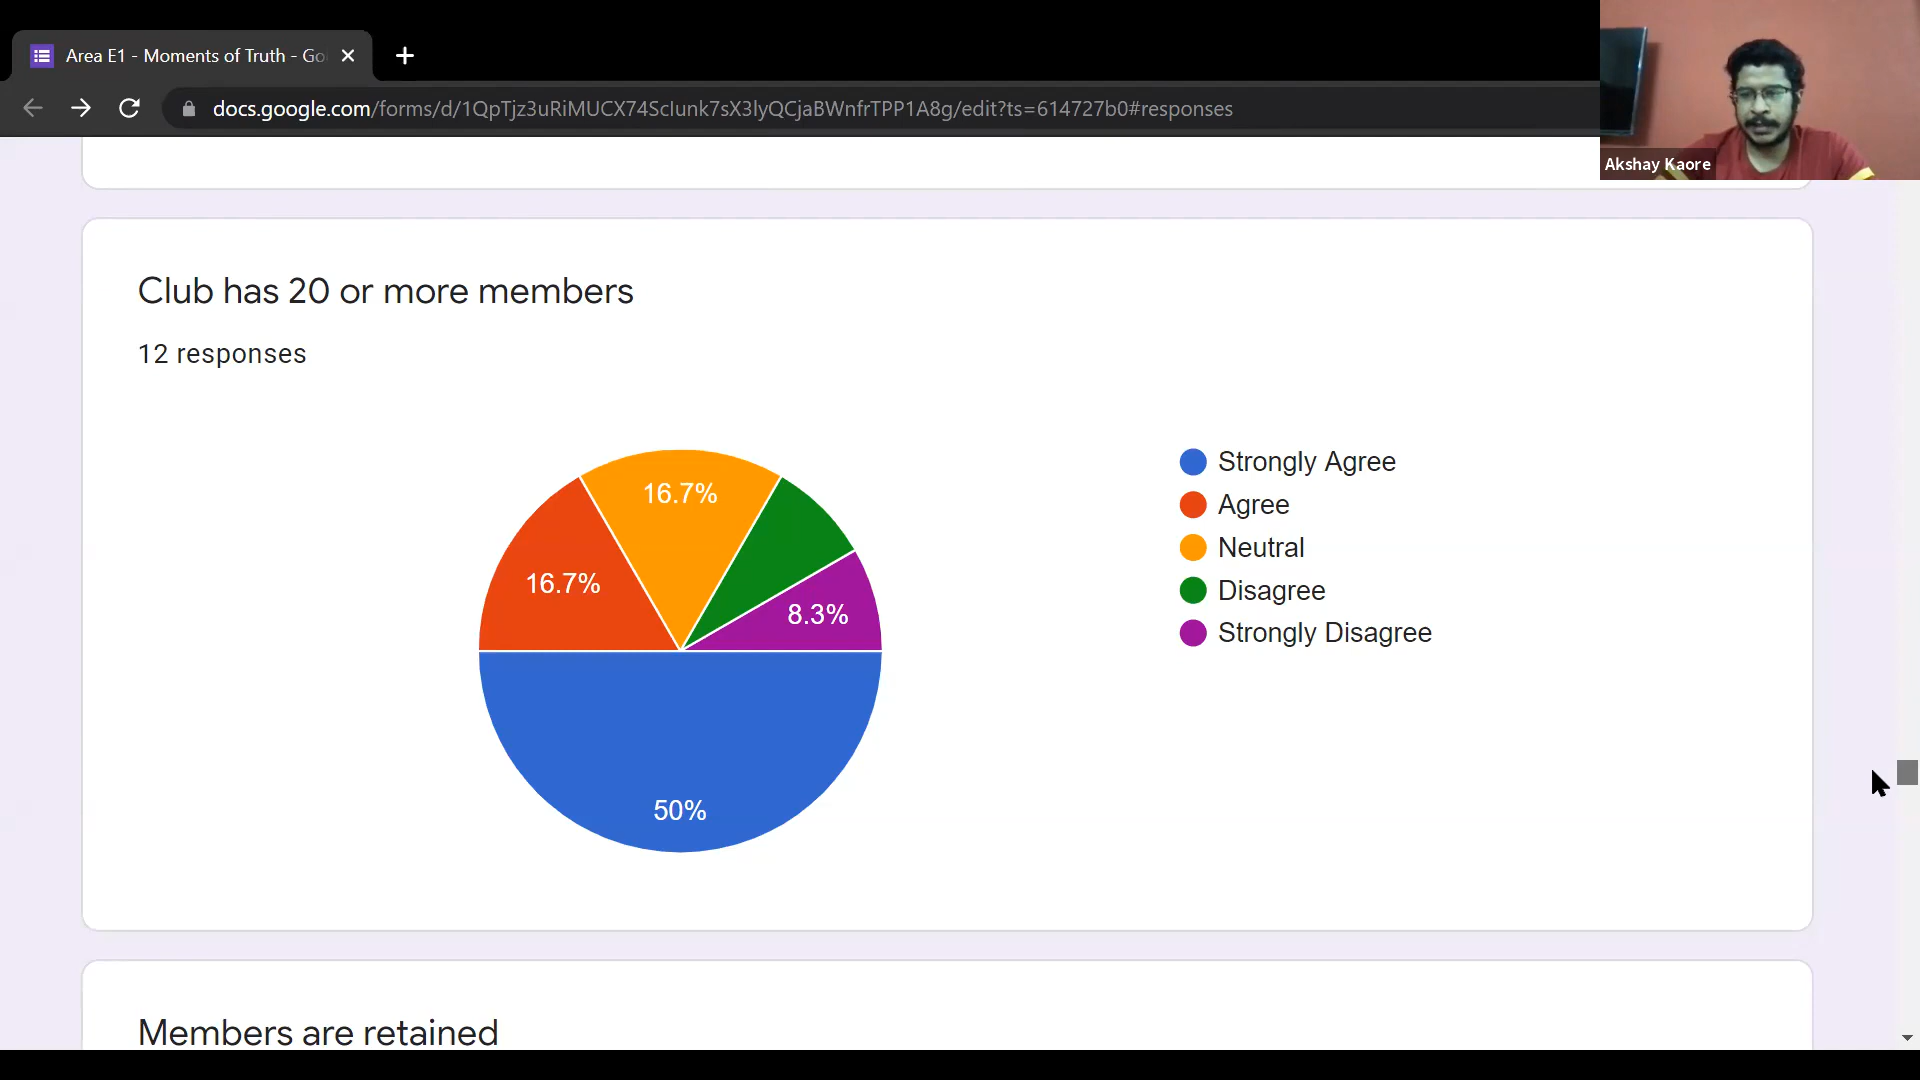 Area E1 - Moments of Truth - Go
docs.google.com/forms/d/1QpTjz3uRiMUCX74ScIunk7sX3lyQCjaBWnfrTPP1A8g/edit?ts=614727b0#responses
Akshay Kaore
Club has 20 or more members
12 responses
16.7%
16.7%
8.3%
50%
Strongly Agree
Agree
Neutral
Disagree
Strongly Disagree
Members are retained